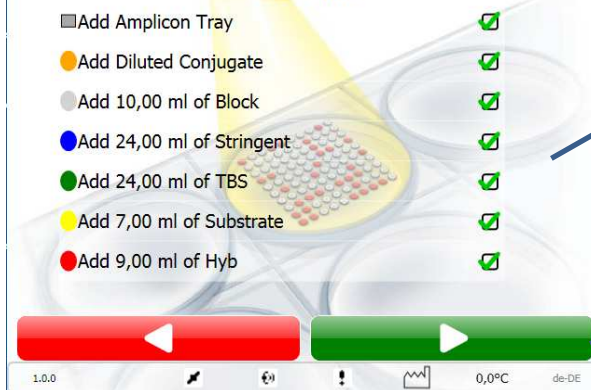 Add Amplicon Tray
Add Diluted Conjugate
Add 10,00 ml of Block
Add 24,00 ml of Stringent
Add 24,00 ml of TBS
Add 7,00 ml of Substrate
Add 9,00 ml of Hyb
1.0.0 0,0°C de-DE